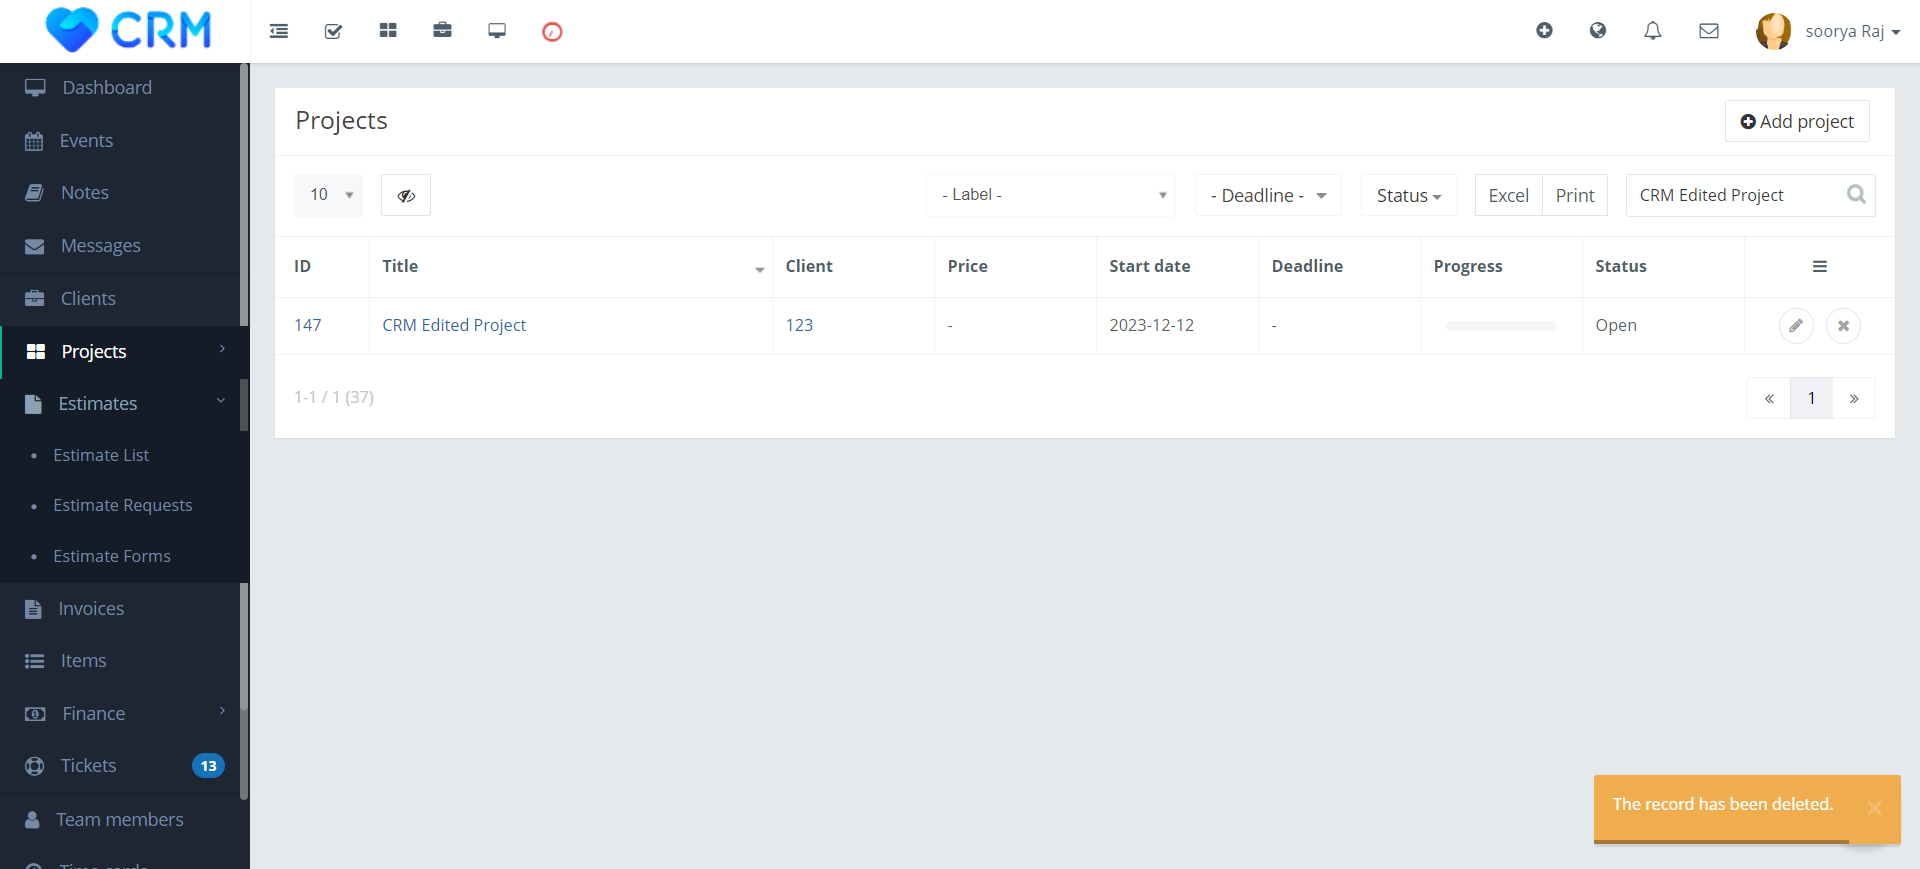 CRM
soorya Raj
Dashboard
Events
Notes
Messages
Clients
Projects
Estimates
Estimate List
Estimate Requests
Estimate Forms
Invoices
Items
Finance
Tickets 13
Team members
Time cards
Projects
Add project
10
- Label -
- Deadline -
Status
Excel
Print
CRM Edited Project
ID Title Client Price Start date Deadline Progress Status
147 CRM Edited Project 123 - 2023-12-12 - Open
1-1 / 1 (37)
« 1 »
The record has been deleted.